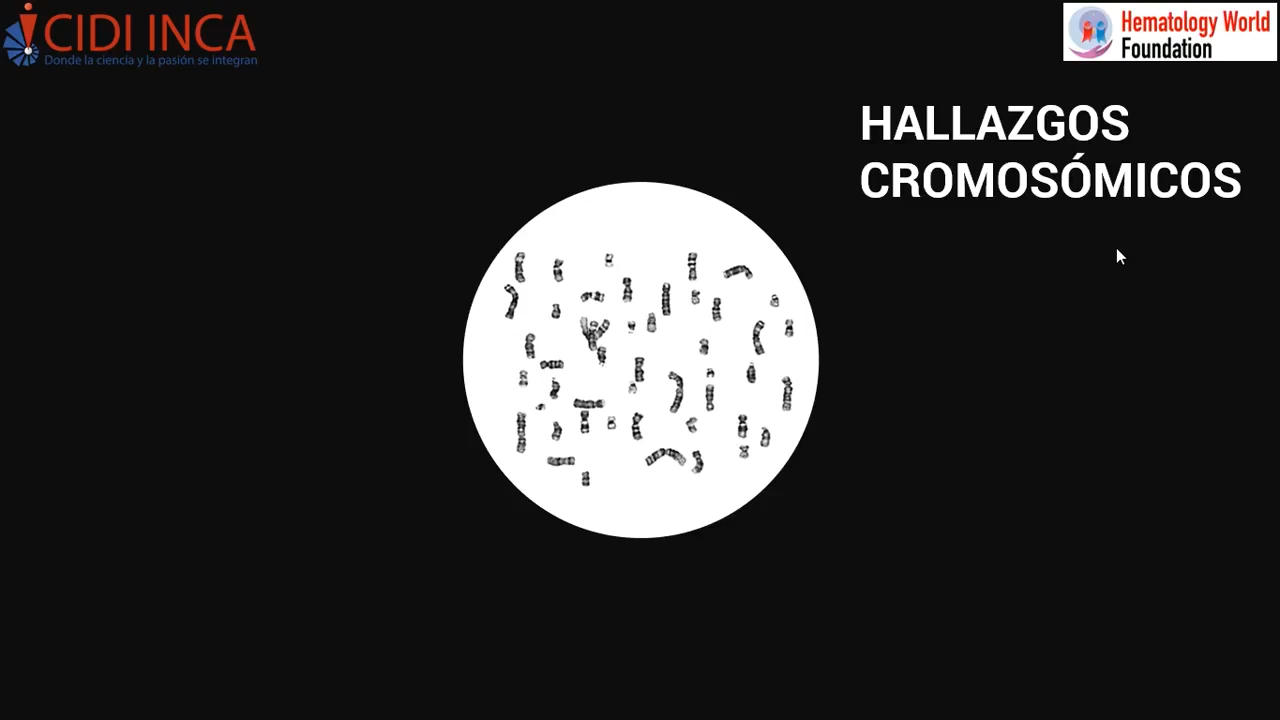 CIDI INCA
Donde la ciencia y la pasión se integran
Hematology World
Foundation
HALLAZGOS
CROMOSÓMICOS